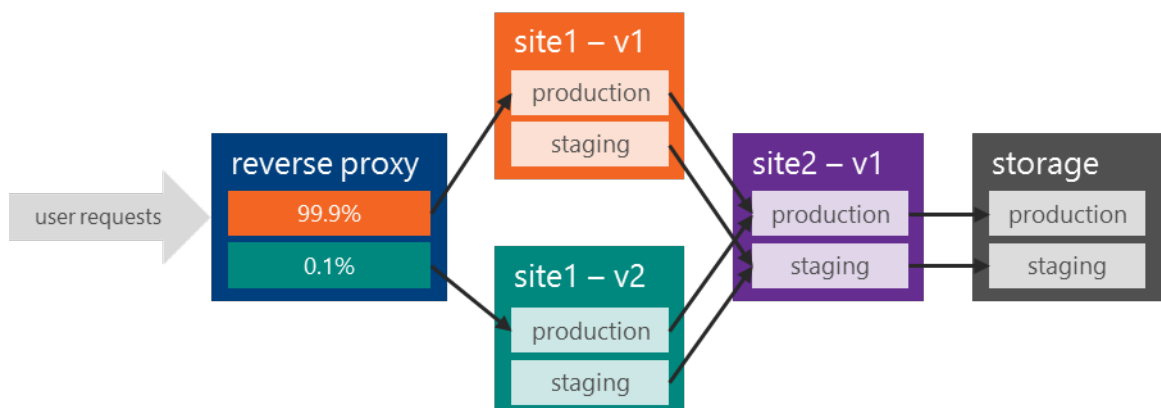 user requests
reverse proxy
99.9%
0.1%
site1 – v1
production
staging
site1 – v2
production
staging
site2 – v1
production
staging
storage
production
staging